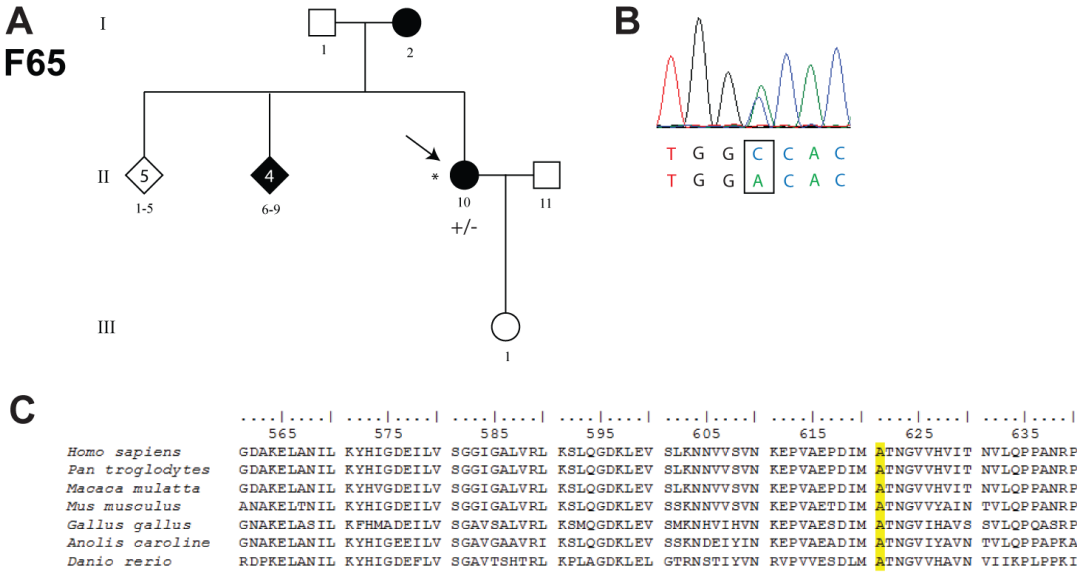 A
F65
I
1
2
II
5
1-5
4
6-9
*
10
+/-
11
III
1
B
T G G C C A C
T G G A C A C
C
....|....| ....|....| ....|....| ....|....| ....|....| ....|....| ....|....| ....|....|
565 575 585 595 605 615 625 635
Homo sapiens GDAKELANIL KYHIGDEILV SGGIGALVRL KSLQGDKLEV SLKNNVVSVN KEPVAEPDIM ATNGVVHVIT NVLQPPANRP
Pan troglodytes GDAKELANIL KYHIGDEILV SGGIGALVRL KSLQGDKLEV SLKNNVVSVN KEPVAEPDIM ATNGVVHVIT NVLQPPANRP
Macaca mulatta GDAKELANIL KYHVGDEILV SGGIGALVRL KSLQGDKLEV SLKNNVVSVN KEPVAEPDIM ATNGVVHVIT NVLQPPANRP
Mus musculus ANAKELTNIL KYHIGDEILV SGGIGALVRL KSLQGDKLEV SSKNNVVSVN KEPVAETDIM ATNGVVYAIN TVLQPPANRP
Gallus gallus GNAKELASIL KFHMADEILV SGAVSALVRL KSMQGDKLEV SMKNHVIHVN KEPVAESDIM ATNGVIHAVS SVLQPQASRP
Anolis caroline GNAKELANIL KYHIGEEILV SGAVGAAVRI KSLQGDKLEV SSKNDEIYIN KEPVAETDIM ATNGVIYAVN TVLQPPAPKA
Danio rerio RDPKELANIL KYHIGDEFLV SGAVTSHTRL KPLAGDKLEL GTRNSTIYVN RVPVVESDLM ATNGVVHAVN VIIKPLPPKI